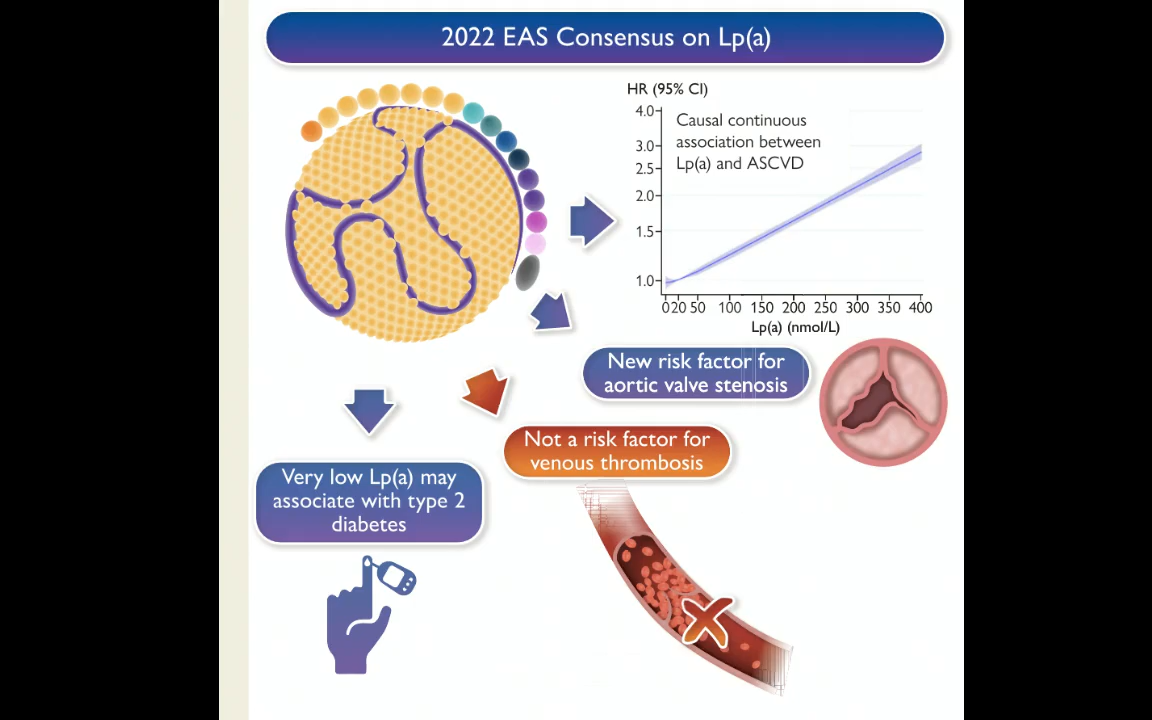 2022 EAS Consensus on Lp(a)
HR (95% CI)
4.0
3.0
2.5
2.0
1.5
1.0
Causal continuous
association between
Lp(a) and ASCVD
0 20 50 100 150 200 250 300 350 400
Lp(a) (nmol/L)
New risk factor for
aortic valve stenosis
Not a risk factor for
venous thrombosis
Very low Lp(a) may
associate with type 2
diabetes